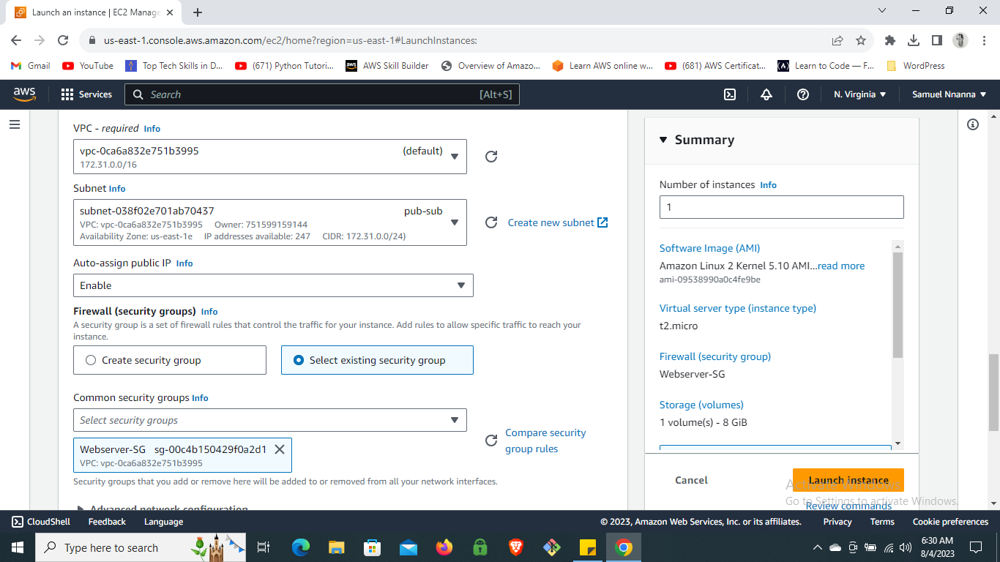 Launch an instance | EC2 Manage
us-east-1.console.aws.amazon.com/ec2/home?region=us-east-1#LaunchInstances:
Gmail YouTube Top Tech Skills in D... (671) Python Tutori... AWS Skill Builder Overview of Amazo... Learn AWS online w... (681) AWS Certificat... Learn to Code — F... WordPress
aws Services Search [Alt+S] N. Virginia Samuel Nnanna
VPC - required Info
vpc-0ca6a832e751b3995 (default)
172.31.0.0/16
Subnet Info
subnet-038f02e701ab70437 pub-sub
VPC: vpc-0ca6a832e751b3995 Owner: 751599159144
Availability Zone: us-east-1e IP addresses available: 247 CIDR: 172.31.0.0/24)
Create new subnet
Auto-assign public IP Info
Enable
Firewall (security groups) Info
A security group is a set of firewall rules that control the traffic for your instance. Add rules to allow specific traffic to reach your
instance.
Create security group Select existing security group
Common security groups Info
Select security groups
Webserver-SG sg-00c4b150429f0a2d1
VPC: vpc-0ca6a832e751b3995
Compare security
group rules
Security groups that you add or remove here will be added to or removed from all your network interfaces.
Advanced network configuration
Summary
Number of instances Info
1
Software Image (AMI)
Amazon Linux 2 Kernel 5.10 AMI...read more
ami-09538990a0c4fe9be
Virtual server type (instance type)
t2.micro
Firewall (security group)
Webserver-SG
Storage (volumes)
1 volume(s) - 8 GiB
Cancel Launch instance
Review commands
Activate Windows
Go to Settings to activate Windows.
CloudShell Feedback Language © 2023, Amazon Web Services, Inc. or its affiliates. Privacy Terms Cookie preferences
Type here to search
6:30 AM
8/4/2023